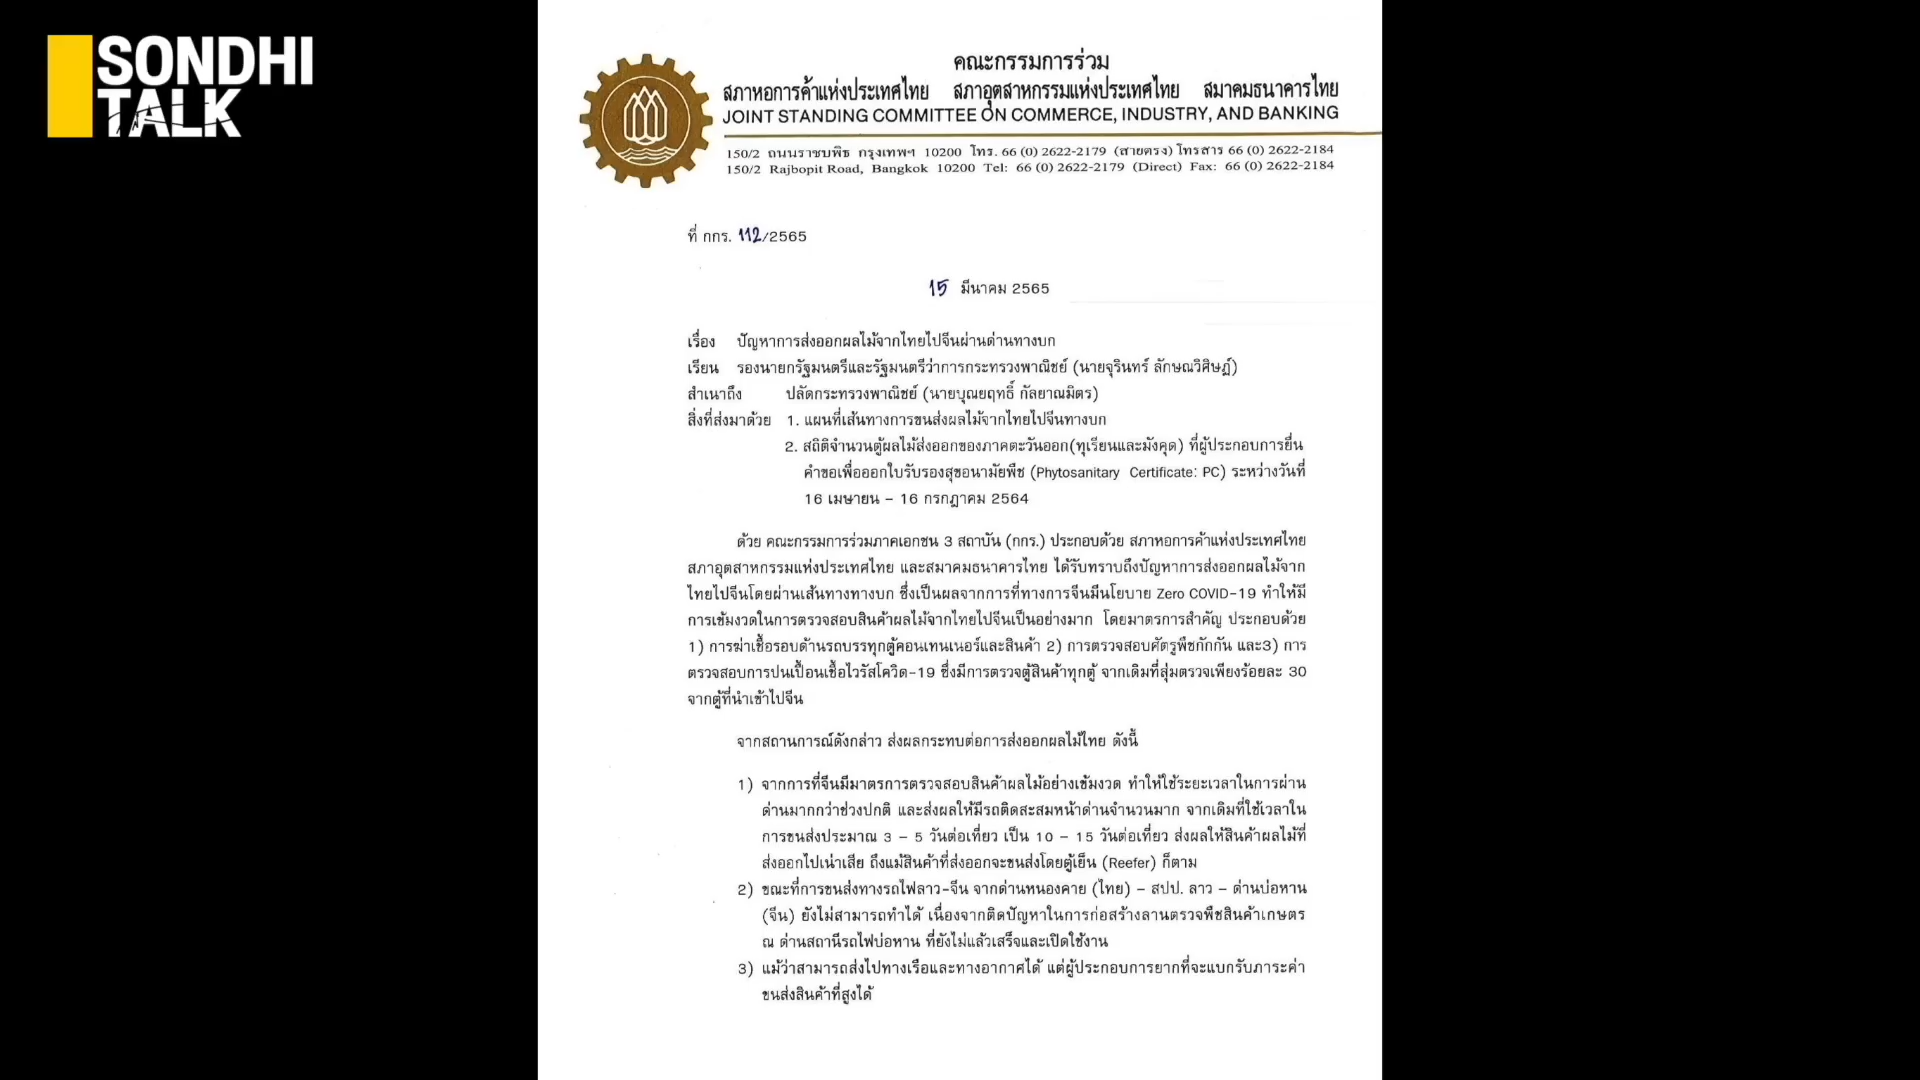 SONDHI
TALK
คณะกรรมการร่วม
สภาหอการค้าแห่งประเทศไทย สภาอุตสาหกรรมแห่งประเทศไทย สมาคมธนาคารไทย
JOINT STANDING COMMITTEE ON COMMERCE, INDUSTRY, AND BANKING
150/2 ถนนราชบพิธ กรุงเทพฯ 10200 โทร. 66 (0) 2622-2179 (สายตรง) โทรสาร 66 (0) 2622-2184
150/2 Rajbopit Road, Bangkok 10200 Tel: 66 (0) 2622-2179 (Direct) Fax: 66 (0) 2622-2184
ที่ กกร. 112/2565
15 มีนาคม 2565
เรื่อง ปัญหาการส่งออกผลไม้จากไทยไปจีนผ่านด่านทางบก
เรียน รองนายกรัฐมนตรีและรัฐมนตรีว่าการกระทรวงพาณิชย์ (นายจุรินทร์ ลักษณวิศิษฏ์)
สำเนาถึง ปลัดกระทรวงพาณิชย์ (นายบุณยฤทธิ์ กัลยาณมิตร)
สิ่งที่ส่งมาด้วย 1. แผนที่เส้นทางการขนส่งผลไม้จากไทยไปจีนทางบก
2. สถิติจำนวนตู้ผลไม้ส่งออกของภาคตะวันออก(ทุเรียนและมังคุด) ที่ผู้ประกอบการยื่น
คำขอเพื่อออกใบรับรองสุขอนามัยพืช (Phytosanitary Certificate: PC) ระหว่างวันที่
16 เมษายน – 16 กรกฎาคม 2564
ด้วย คณะกรรมการร่วมภาคเอกชน 3 สถาบัน (กกร.) ประกอบด้วย สภาหอการค้าแห่งประเทศไทย
สภาอุตสาหกรรมแห่งประเทศไทย และสมาคมธนาคารไทย ได้รับทราบถึงปัญหาการส่งออกผลไม้จาก
ไทยไปจีนโดยผ่านเส้นทางทางบก ซึ่งเป็นผลจากการที่ทางการจีนมีนโยบาย Zero COVID-19 ทำให้มี
การเข้มงวดในการตรวจสอบสินค้าผลไม้จากไทยไปจีนเป็นอย่างมาก โดยมาตรการสำคัญ ประกอบด้วย
1) การฆ่าเชื้อรอบด้านรถบรรทุกตู้คอนเทนเนอร์และสินค้า 2) การตรวจสอบศัตรูพืชกักกัน และ3) การ
ตรวจสอบการปนเปื้อนเชื้อไวรัสโควิด-19 ซึ่งมีการตรวจตู้สินค้าทุกตู้ จากเดิมที่สุ่มตรวจเพียงร้อยละ 30
จากตู้ที่นำเข้าไปจีน
จากสถานการณ์ดังกล่าว ส่งผลกระทบต่อการส่งออกผลไม้ไทย ดังนี้
1) จากการที่จีนมีมาตรการตรวจสอบสินค้าผลไม้อย่างเข้มงวด ทำให้ใช้ระยะเวลาในการผ่าน
ด่านมากกว่าช่วงปกติ และส่งผลให้มีรถติดสะสมหน้าด่านจำนวนมาก จากเดิมที่ใช้เวลาใน
การขนส่งประมาณ 3 – 5 วันต่อเที่ยว เป็น 10 – 15 วันต่อเที่ยว ส่งผลให้สินค้าผลไม้ที่
ส่งออกไปเน่าเสีย ถึงแม้สินค้าที่ส่งออกจะขนส่งโดยตู้เย็น (Reefer) ก็ตาม
2) ขณะที่การขนส่งทางรถไฟลาว-จีน จากด่านหนองคาย (ไทย) – สปป. ลาว – ด่านบ่อหาน
(จีน) ยังไม่สามารถทำได้ เนื่องจากติดปัญหาในการก่อสร้างลานตรวจพืชสินค้าเกษตร
ณ ด่านสถานีรถไฟบ่อหาน ที่ยังไม่แล้วเสร็จและเปิดใช้งาน
3) แม้ว่าสามารถส่งไปทางเรือและทางอากาศได้ แต่ผู้ประกอบการยากที่จะแบกรับภาระค่า
ขนส่งสินค้าที่สูงได้